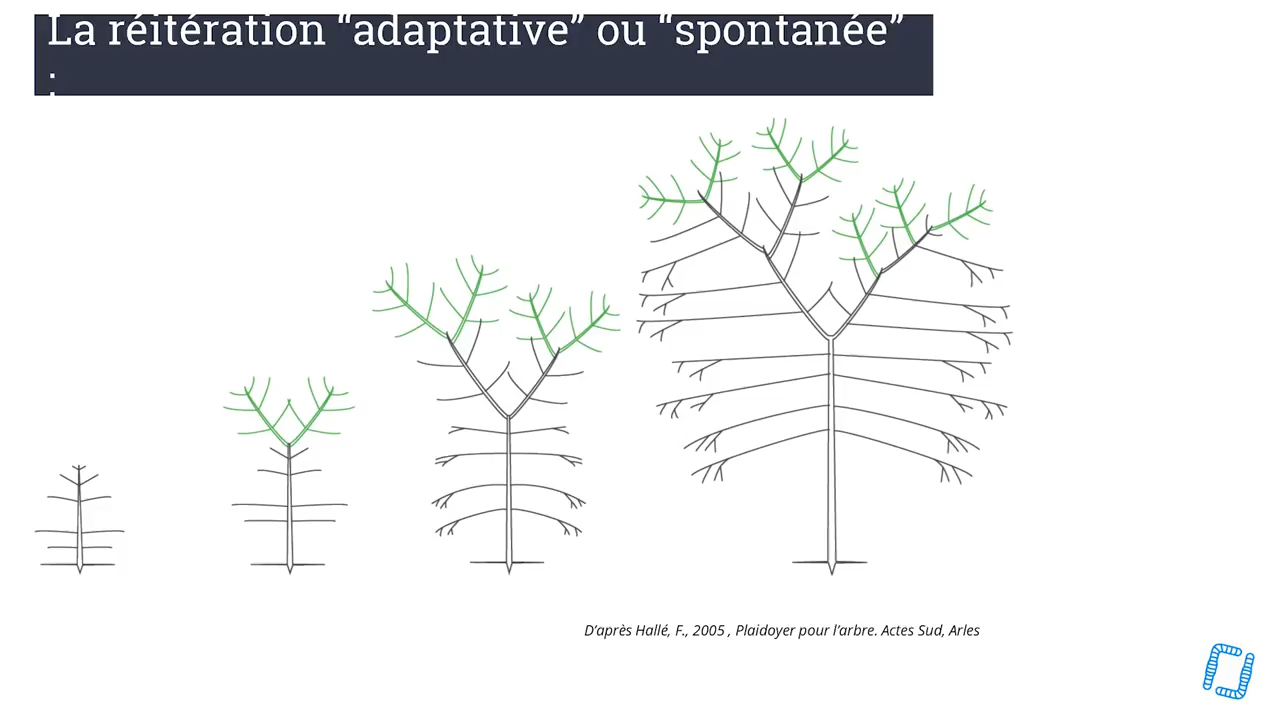 La réitération “adaptative” ou “spontanée”
:
D’après Hallé, F., 2005 , Plaidoyer pour l’arbre. Actes Sud, Arles